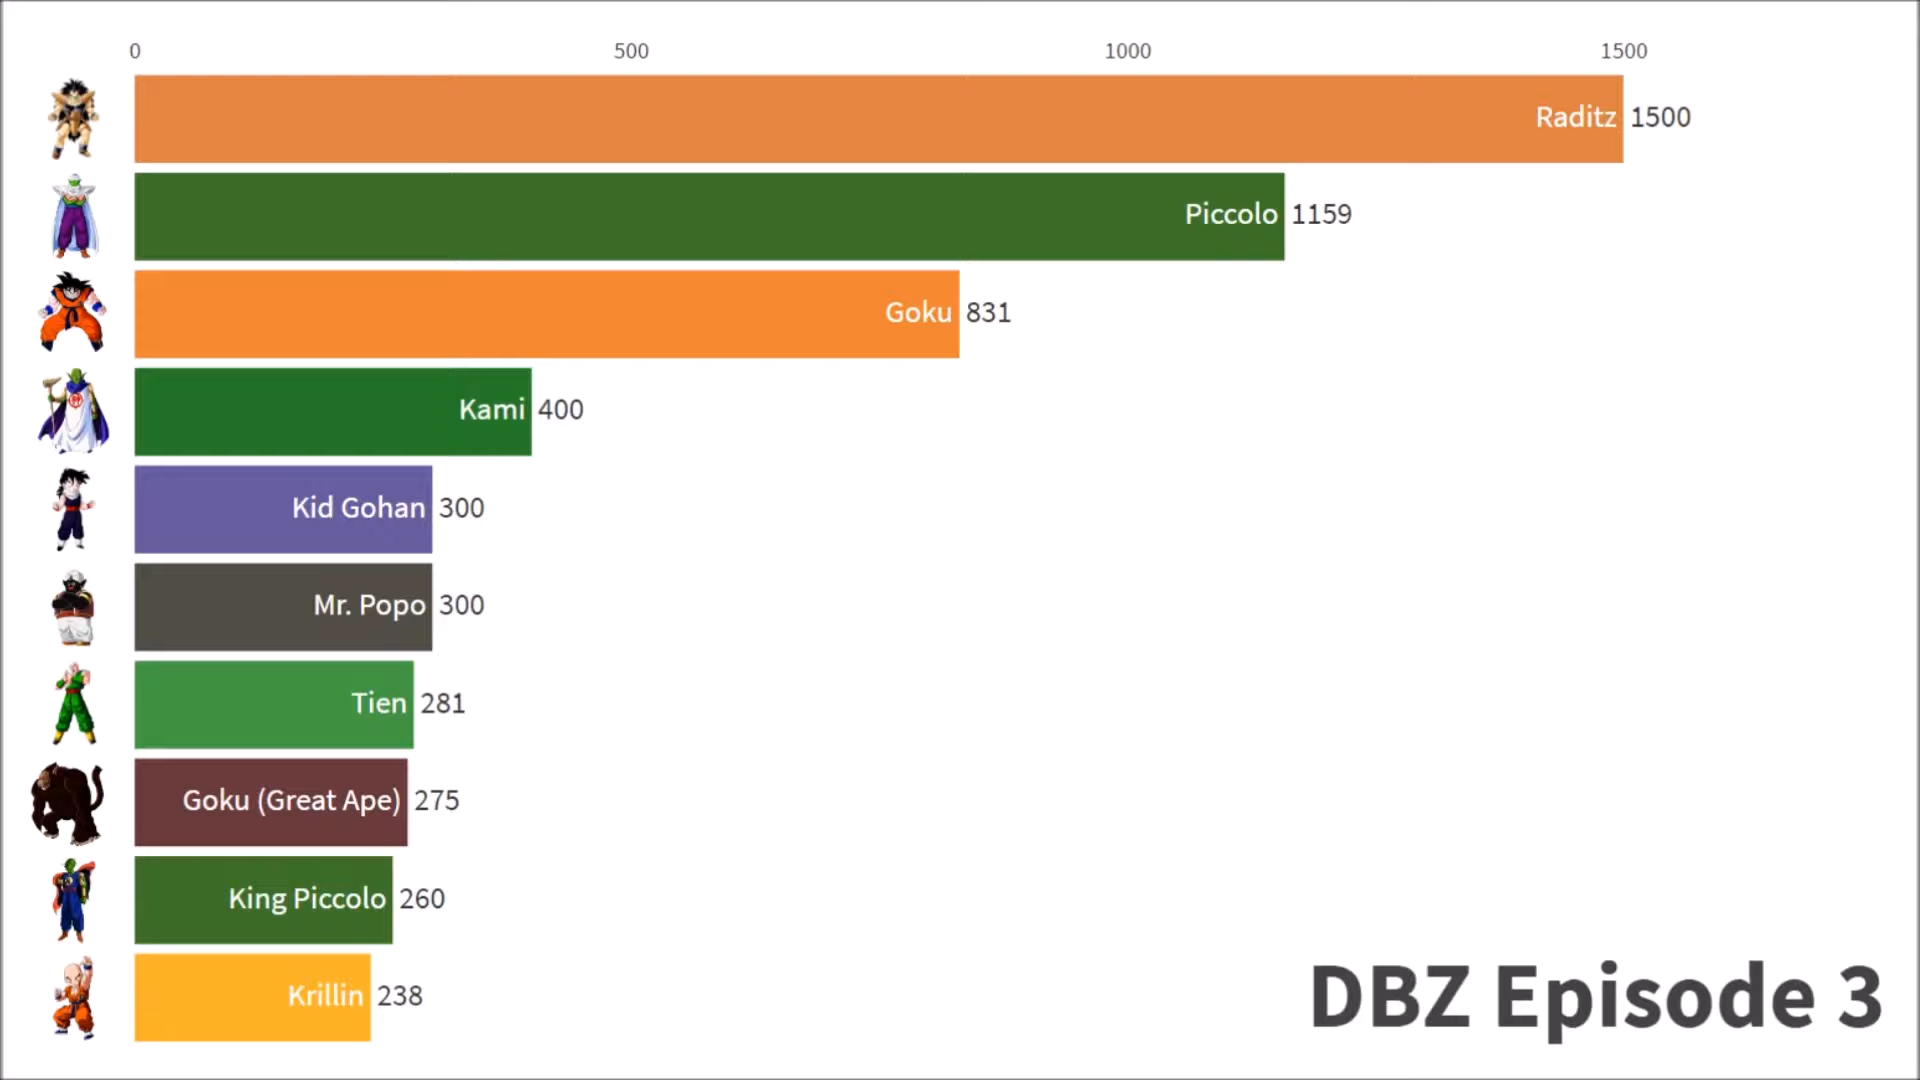 0 500 1000 1500
Raditz 1500
Piccolo 1159
Goku 831
Kami 400
Kid Gohan 300
Mr. Popo 300
Tien 281
Goku (Great Ape) 275
King Piccolo 260
Krillin 238
DBZ Episode 3